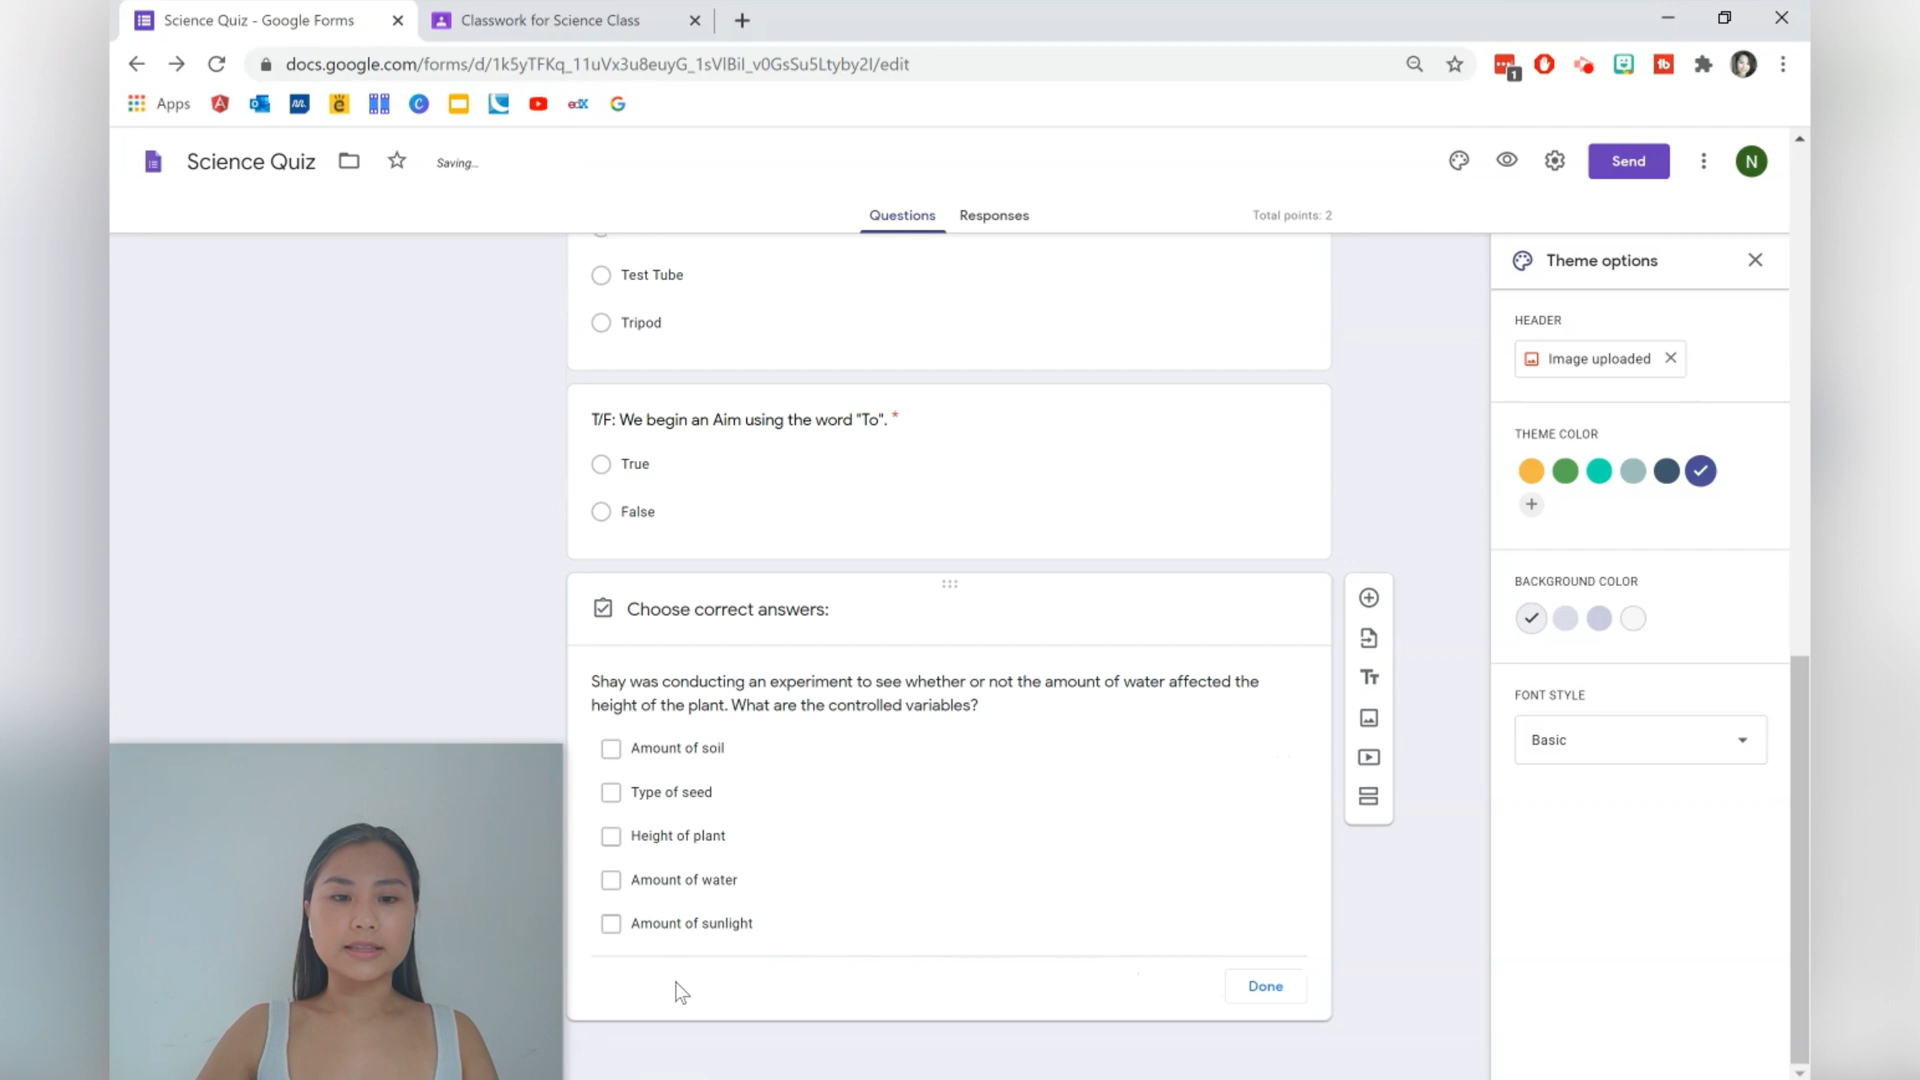 Science Quiz - Google Forms
Classwork for Science Class
docs.google.com/forms/d/1k5yTFKq_11uVx3u8euyG_1sVlBil_v0GsSu5Ltyby2I/edit
1
Apps
edX
Science Quiz
Saving...
Send
N
Questions
Responses
Total points: 2
Test Tube
Tripod
T/F: We begin an Aim using the word "To". *
True
False
Choose correct answers:
Shay was conducting an experiment to see whether or not the amount of water affected the
height of the plant. What are the controlled variables?
Amount of soil
Type of seed
Height of plant
Amount of water
Amount of sunlight
Done
Tт
Theme options
HEADER
Image uploaded
THEME COLOR
BACKGROUND COLOR
FONT STYLE
Basic